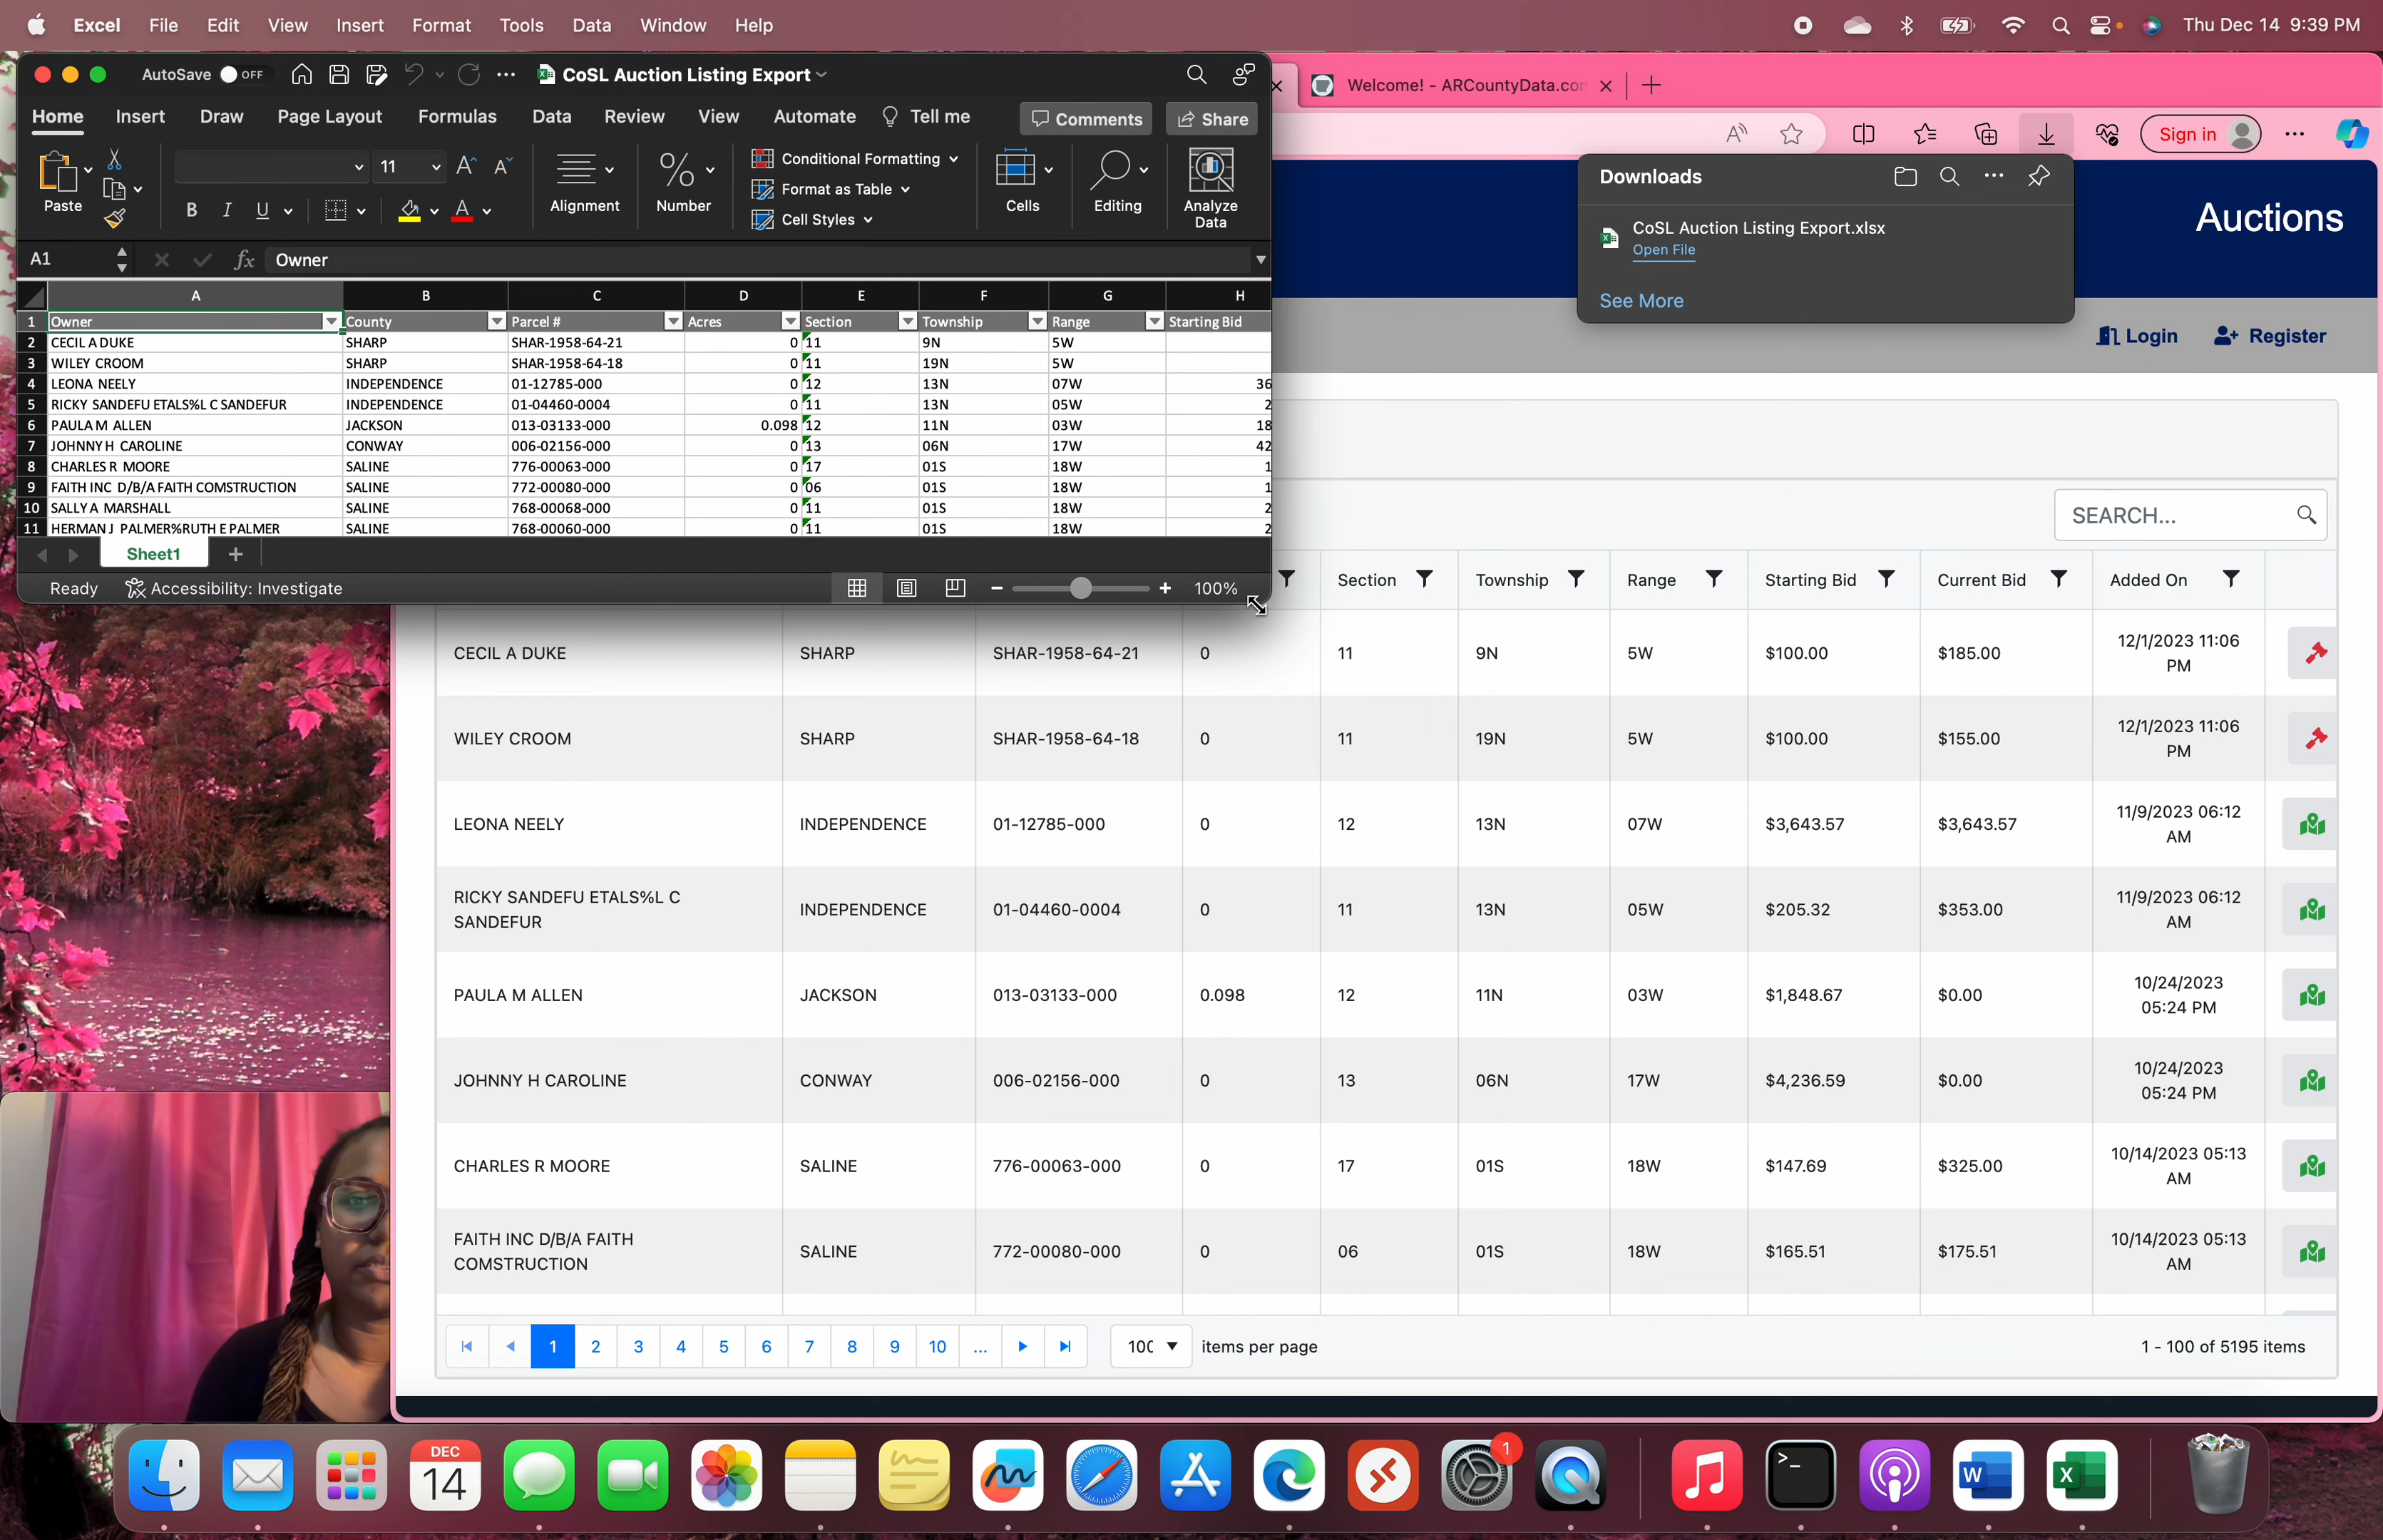 Excel File Edit View Insert Format Tools Data Window Help Thu Dec 14 9:39 PM
AutoSave OFF CoSL Auction Listing Export
Welcome! - ARCountyData.com
Home Insert Draw Page Layout Formulas Data Review View Automate Tell me Comments Share
Sign in
Paste 11 Alignment % Number Conditional Formatting Format as Table Cell Styles Cells Editing Analyze Data
B I U A
Downloads
CoSL Auction Listing Export.xlsx
Open File
See More
Auctions
Login Register
A1 fx Owner
A B C D E F G H
1 Owner County Parcel # Acres Section Township Range Starting Bid
2 CECIL A DUKE SHARP SHAR-1958-64-21 0 11 9N 5W
3 WILEY CROOM SHARP SHAR-1958-64-18 0 11 19N 5W
4 LEONA NEELY INDEPENDENCE 01-12785-000 0 12 13N 07W 36
5 RICKY SANDEFU ETALS%L C SANDEFUR INDEPENDENCE 01-04460-0004 0 11 13N 05W 2
6 PAULA M ALLEN JACKSON 013-03133-000 0.098 12 11N 03W 18
7 JOHNNY H CAROLINE CONWAY 006-02156-000 0 13 06N 17W 42
8 CHARLES R MOORE SALINE 776-00063-000 0 17 01S 18W 1
9 FAITH INC D/B/A FAITH COMSTRUCTION SALINE 772-00080-000 0 06 01S 18W 1
10 SALLY A MARSHALL SALINE 768-00068-000 0 11 01S 18W 2
11 HERMAN J PALMER%RUTH E PALMER SALINE 768-00060-000 0 11 01S 18W 2
Sheet1
Ready Accessibility: Investigate 100%
SEARCH...
Section Township Range Starting Bid Current Bid Added On
CECIL A DUKE SHARP SHAR-1958-64-21 0 11 9N 5W $100.00 $185.00 12/1/2023 11:06
PM
WILEY CROOM SHARP SHAR-1958-64-18 0 11 19N 5W $100.00 $155.00 12/1/2023 11:06
PM
LEONA NEELY INDEPENDENCE 01-12785-000 0 12 13N 07W $3,643.57 $3,643.57 11/9/2023 06:12
AM
RICKY SANDEFU ETALS%L C
SANDEFUR INDEPENDENCE 01-04460-0004 0 11 13N 05W $205.32 $353.00 11/9/2023 06:12
AM
PAULA M ALLEN JACKSON 013-03133-000 0.098 12 11N 03W $1,848.67 $0.00 10/24/2023
05:24 PM
JOHNNY H CAROLINE CONWAY 006-02156-000 0 13 06N 17W $4,236.59 $0.00 10/24/2023
05:24 PM
CHARLES R MOORE SALINE 776-00063-000 0 17 01S 18W $147.69 $325.00 10/14/2023 05:13
AM
FAITH INC D/B/A FAITH
COMSTRUCTION SALINE 772-00080-000 0 06 01S 18W $165.51 $175.51 10/14/2023 05:13
AM
1 2 3 4 5 6 7 8 9 10 ... 100 items per page 1 - 100 of 5195 items
DEC
14
1
W
X